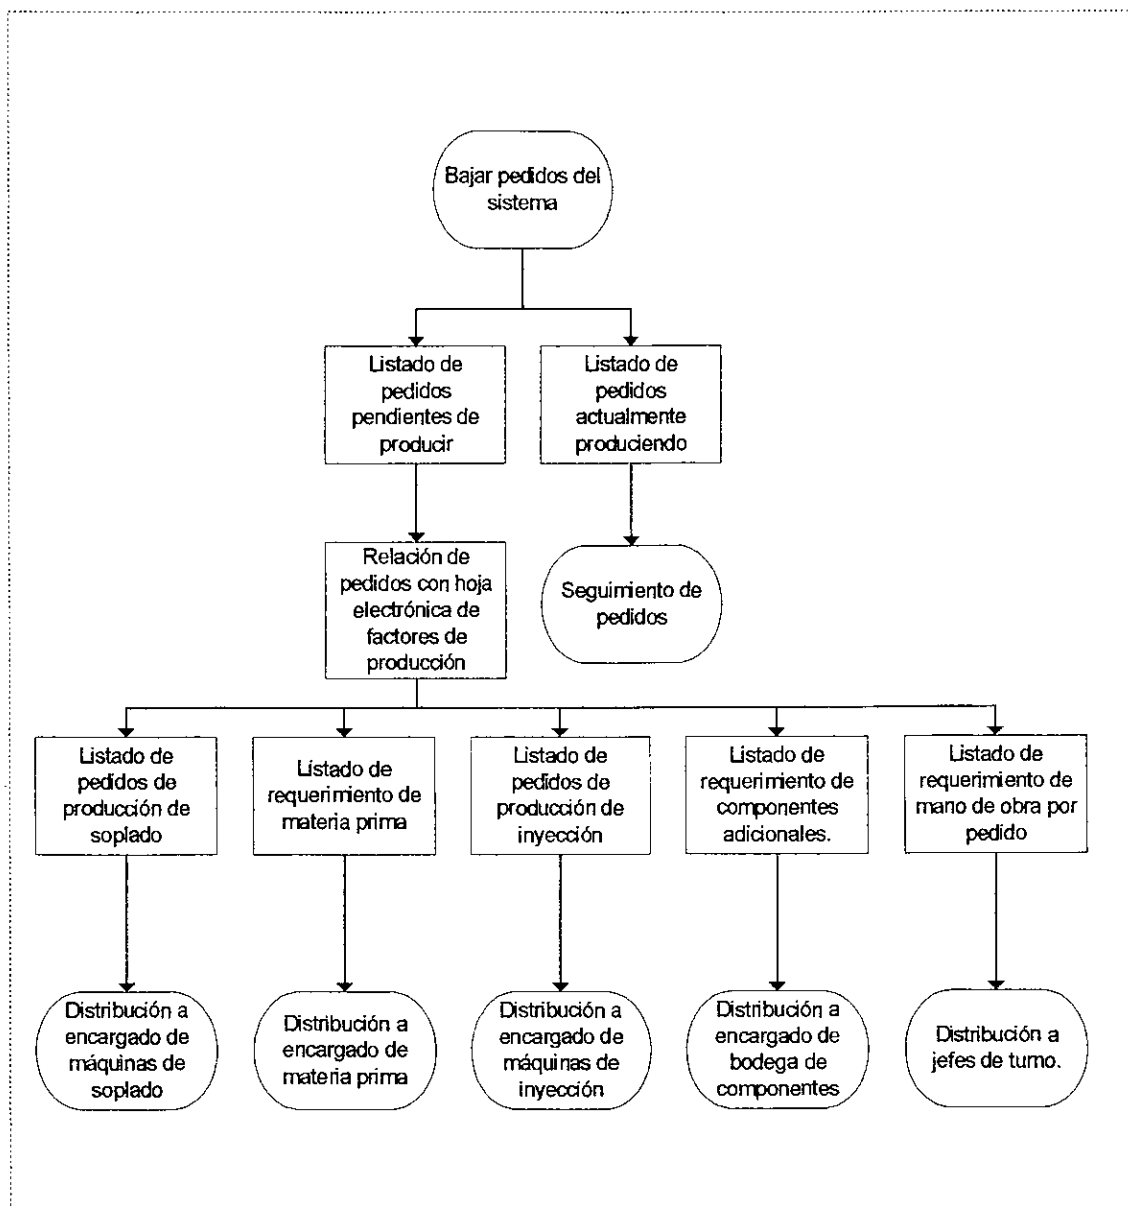 Bajar pedidos del
sistema
Listado de
pedidos
pendientes de
producir
Listado de
pedidos
actualmente
produciendo
Relación de
pedidos con hoja
electrónica de
factores de
producción
Seguimiento de
pedidos
Listado de
pedidos de
producción de
soplado
Listado de
requerimiento de
materia prima
Listado de
pedidos de
producción de
inyección
Listado de
requerimiento de
componentes
adicionales.
Listado de
requerimiento de
mano de obra por
pedido
Distribución a
encargado de
máquinas de
soplado
Distribución a
encargado de
materia prima
Distribución a
encargado de
máquinas de
inyección
Distribución a
encargado de
bodega de
componentes
Distribución a
jefes de turno.